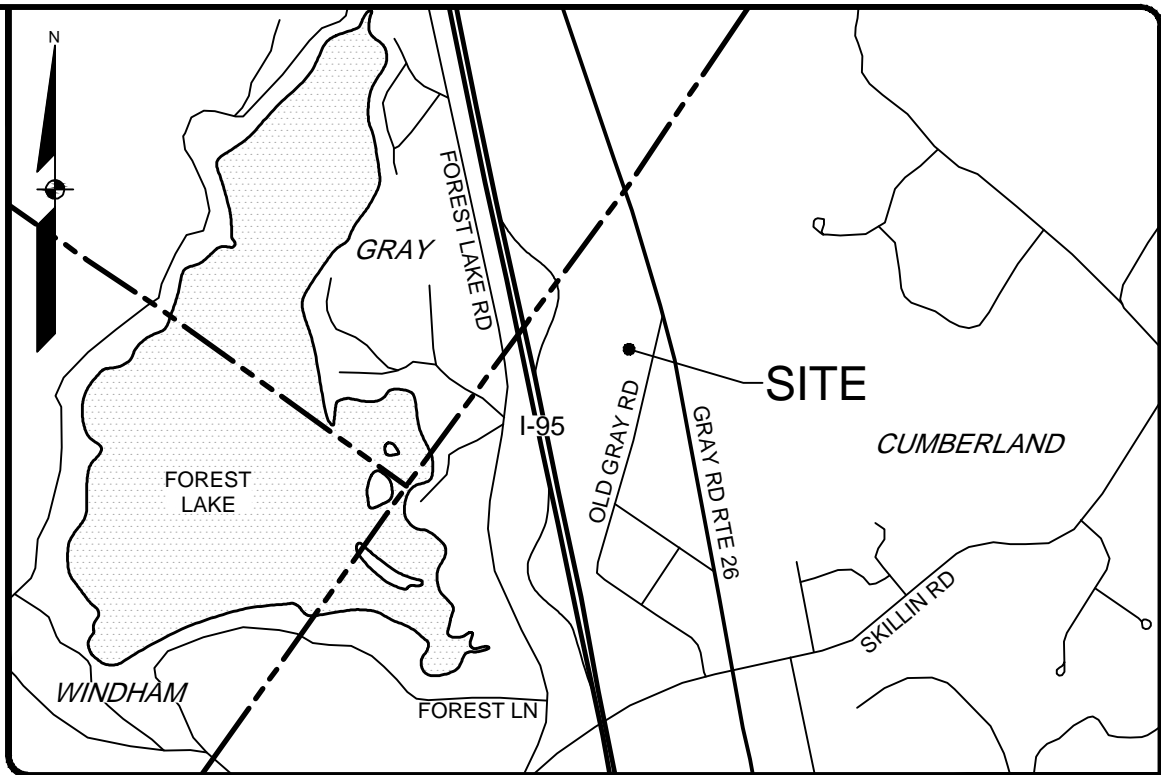 N
FOREST LAKE RD
GRAY
SITE
I-95
OLD GRAY RD
GRAY RD RTE 26
CUMBERLAND
FOREST
LAKE
SKILLIN RD
WINDHAM
FOREST LN